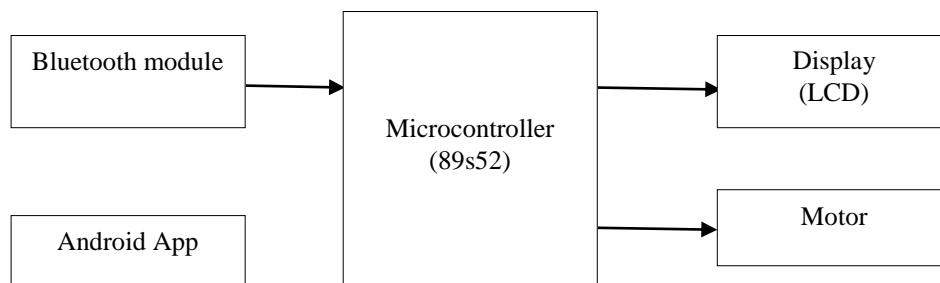 Bluetooth module
Android App
Microcontroller
(89s52)
Display
(LCD)
Motor